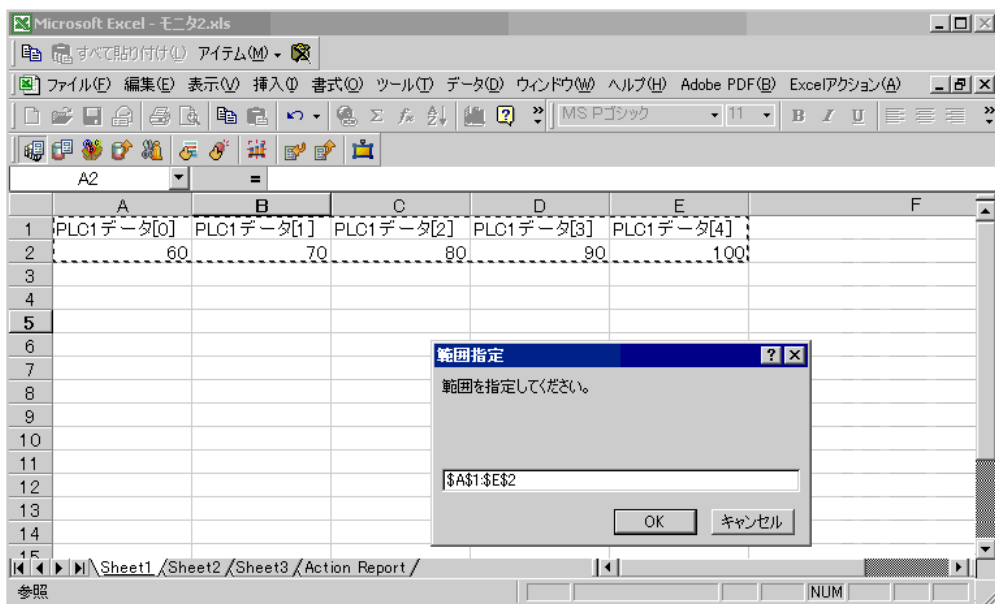 Microsoft Excel - モニタ2.xls
すべて貼り付け(L) アイテム(M)
ファイル(F) 編集(E) 表示(V) 挿入(I) 書式(O) ツール(T) データ(D) ウィンドウ(W) ヘルプ(H) Adobe PDF(B) Excelアクション(A)
MS Pゴシック 11 B I U
A2 =
A B C D E F
1 PLC1データ[0] PLC1データ[1] PLC1データ[2] PLC1データ[3] PLC1データ[4]
2 60 70 80 90 100
3
4
5
6
範囲指定
7
範囲を指定してください。
8
9
10
11
$A$1:$E$2
12
13
OK キャンセル
14
15
Sheet1 Sheet2 Sheet3 Action Report
参照 NUM